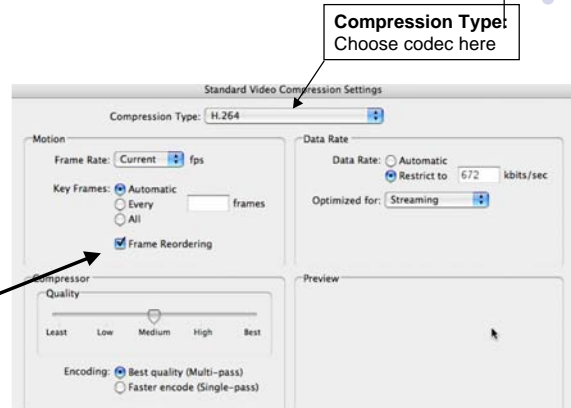 Compression Type:
Choose codec here
Standard Video Compression Settings
Compression Type: H.264
Motion
Frame Rate: Current fps
Key Frames: Automatic
Every frames
All
Frame Reordering
Data Rate
Data Rate: Automatic
Restrict to 672 kbits/sec
Optimized for: Streaming
Compressor
Quality
Least Low Medium High Best
Encoding: Best quality (Multi-pass)
Faster encode (Single-pass)
Preview